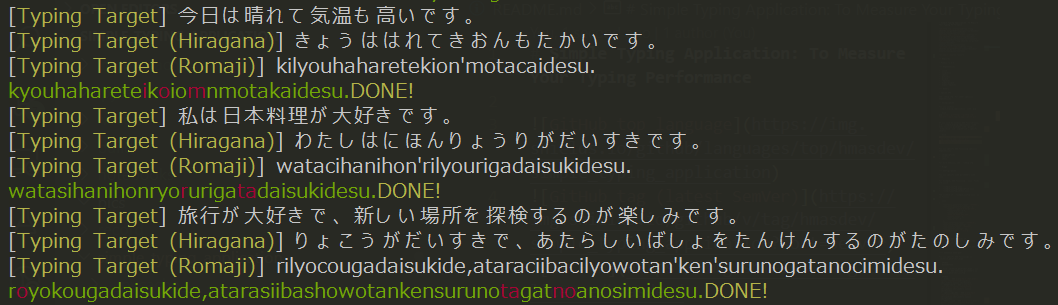 [Typing Target] 今日は晴れて気温も高いです。
[Typing Target (Hiragana)] きょうははれてきおんもたかいです。
[Typing Target (Romaji)] kilyouhaharetekion'motacaidesu.
kyouhahareteikoiomnmotakaidesu.DONE!
[Typing Target] 私は日本料理が大好きです。
[Typing Target (Hiragana)] わたしはにほんりょうりがだいすきです。
[Typing Target (Romaji)] watacihanihon'rilyourigadaisukidesu.
watasihanihonryorurigatadaisukidesu.DONE!
[Typing Target] 旅行が大好きで、新しい場所を探検するのが楽しみです。
[Typing Target (Hiragana)] りょこうがだいすきで、あたらしいばしょをたんけんするのがたのしみです。
[Typing Target (Romaji)] rilyocougadaisukide,ataraciibacilyowotan'ken'surunogatanocimidesu.
royokougadaisukide,atarasiibashowotankensurunotagatnoanosimidesu.DONE!